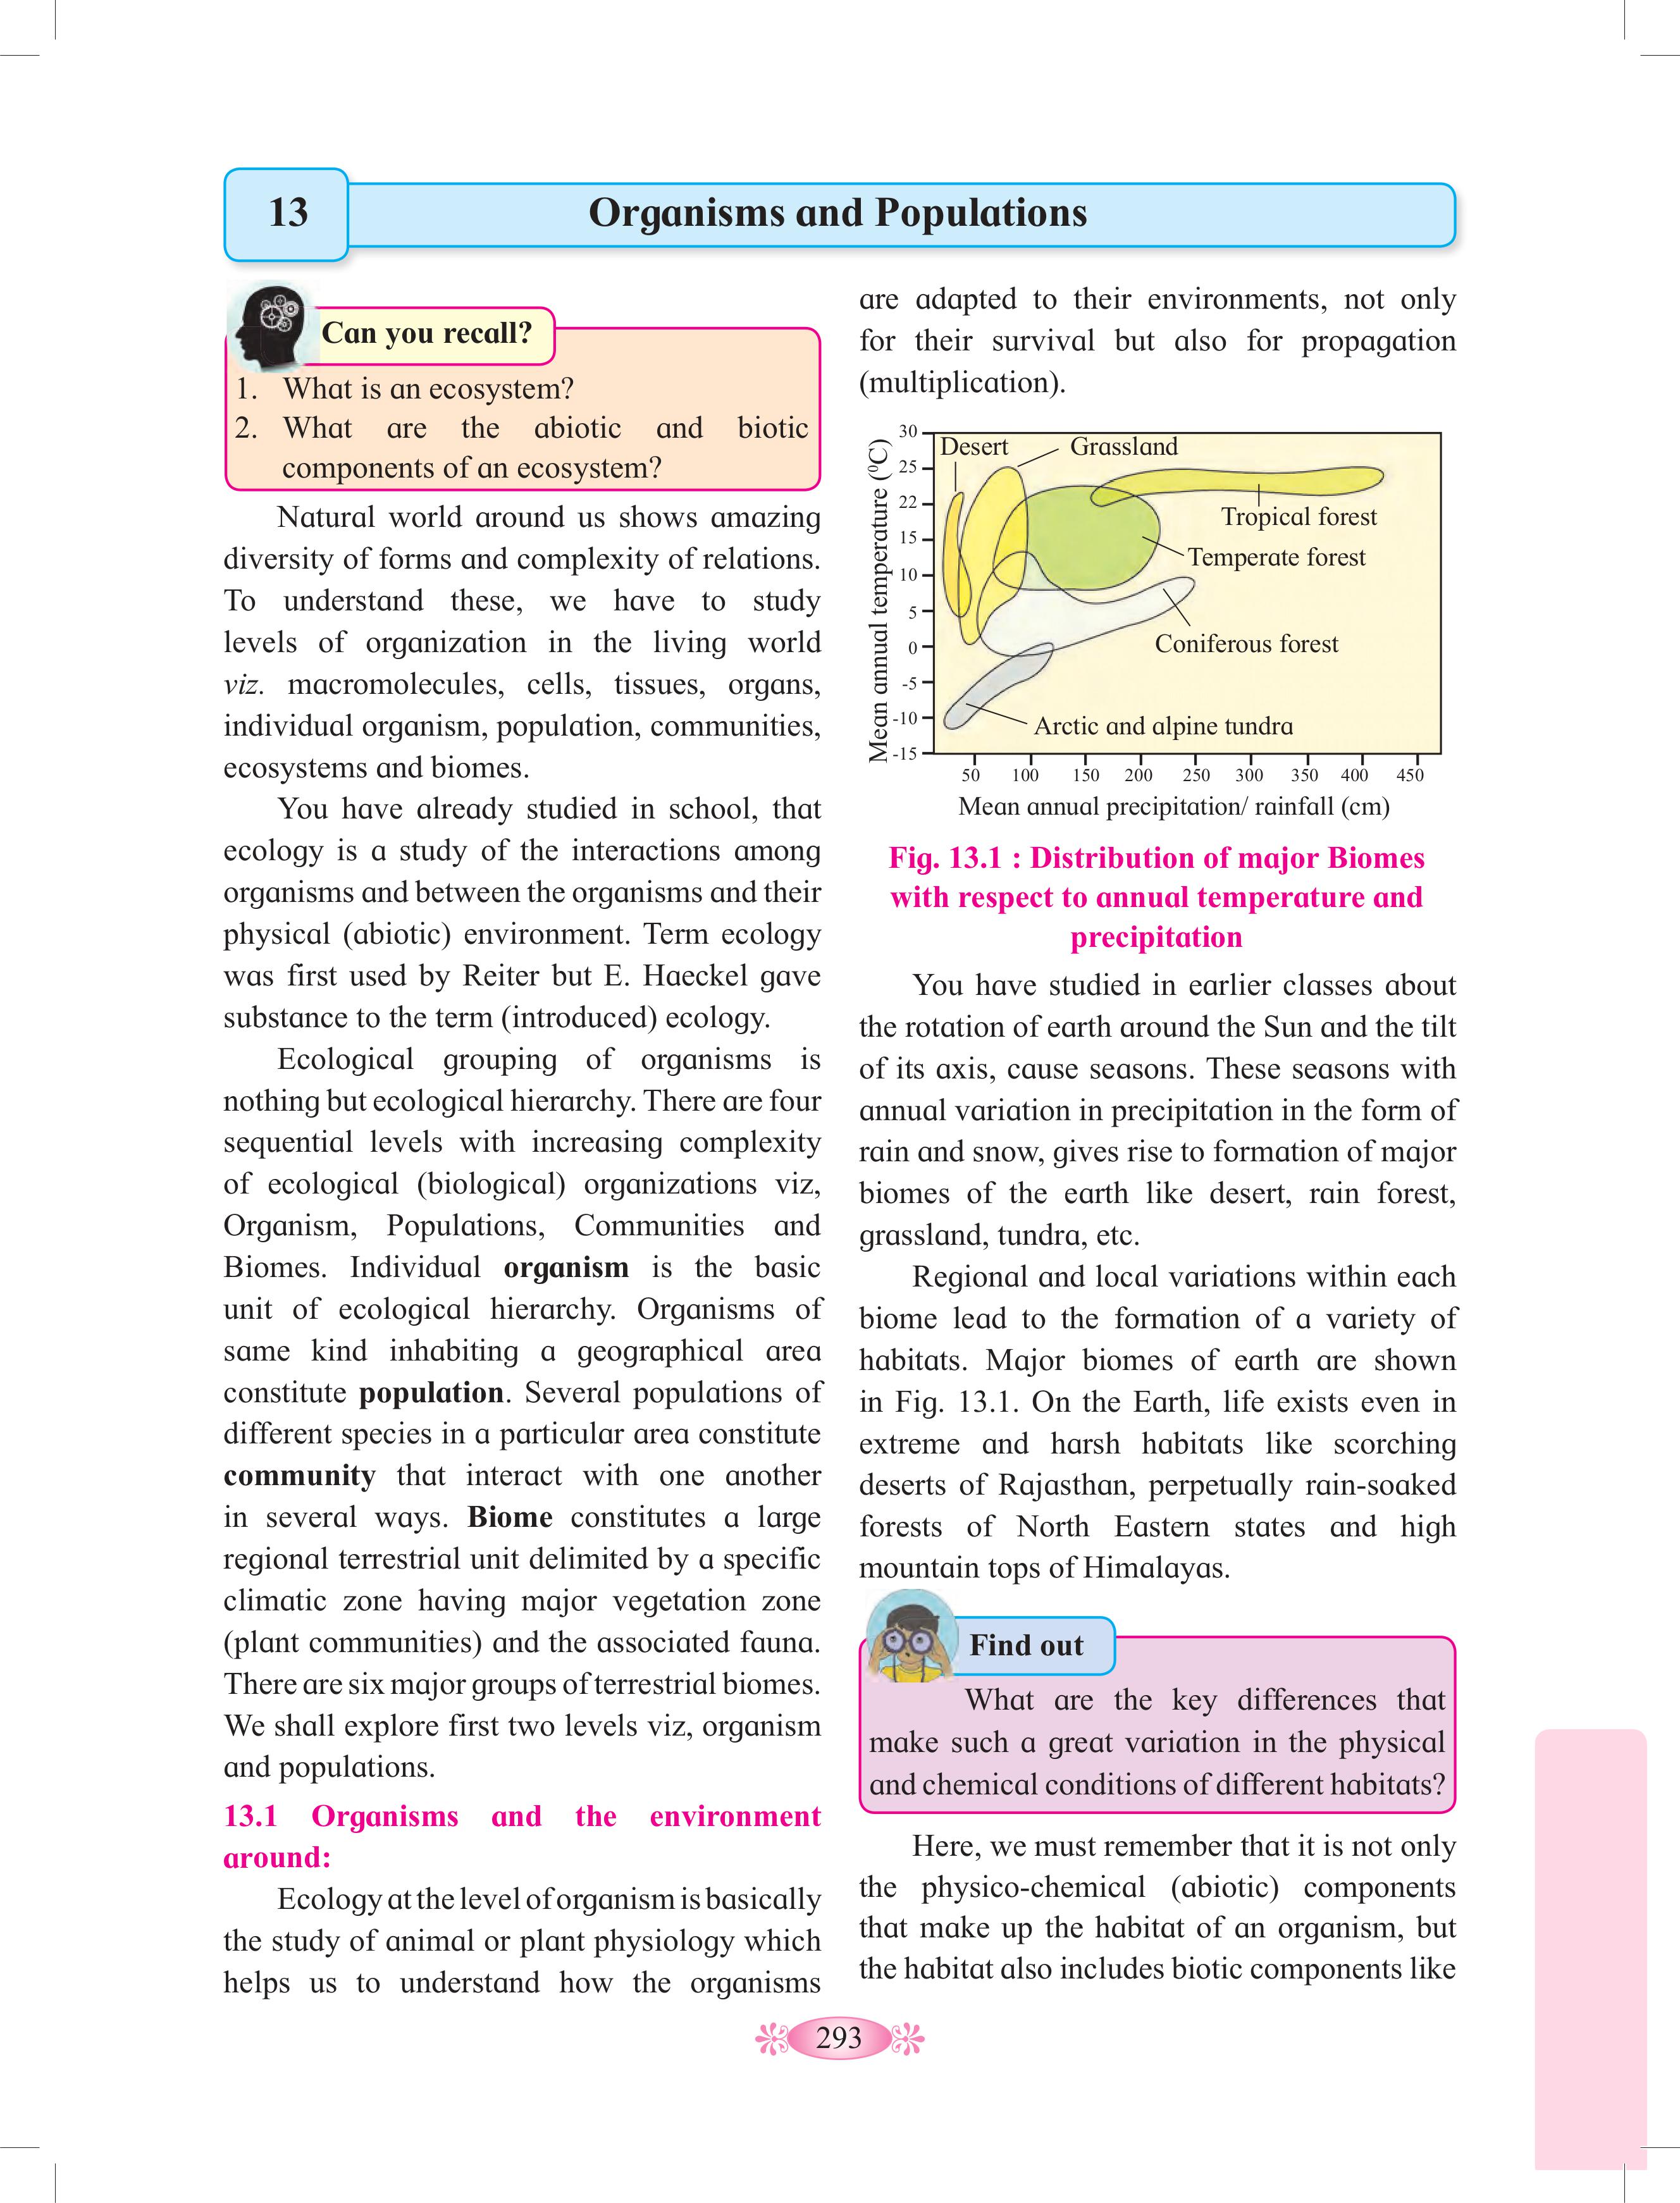 13
Organisms and Populations
Can you recall?
1. What is an ecosystem?
2. What are the abiotic and biotic
components of an ecosystem?
Natural world around us shows amazing
diversity of forms and complexity of relations.
To understand these, we have to study
levels of organization in the living world
viz. macromolecules, cells, tissues, organs,
individual organism, population, communities,
ecosystems and biomes.
You have already studied in school, that
ecology is a study of the interactions among
organisms and between the organisms and their
physical (abiotic) environment. Term ecology
was first used by Reiter but E. Haeckel gave
substance to the term (introduced) ecology.
Ecological grouping of organisms is
nothing but ecological hierarchy. There are four
sequential levels with increasing complexity
of ecological (biological) organizations viz,
Organism, Populations, Communities and
Biomes. Individual organism is the basic
unit of ecological hierarchy. Organisms of
same kind inhabiting a geographical area
constitute population. Several populations of
different species in a particular area constitute
community that interact with one another
in several ways. Biome constitutes a large
regional terrestrial unit delimited by a specific
climatic zone having major vegetation zone
(plant communities) and the associated fauna.
There are six major groups of terrestrial biomes.
We shall explore first two levels viz, organism
and populations.
13.1 Organisms and the environment
around:
Ecology at the level of organism is basically
the study of animal or plant physiology which
helps us to understand how the organisms
are adapted to their environments, not only
for their survival but also for propagation
(multiplication).
Mean annual temperature (⁰C)
30
25
22
15
10
5
0
-5
-10
-15
Desert
Grassland
Tropical forest
Temperate forest
Coniferous forest
Arctic and alpine tundra
50 100 150 200 250 300 350 400 450
Mean annual precipitation/ rainfall (cm)
Fig. 13.1 : Distribution of major Biomes
with respect to annual temperature and
precipitation
You have studied in earlier classes about
the rotation of earth around the Sun and the tilt
of its axis, cause seasons. These seasons with
annual variation in precipitation in the form of
rain and snow, gives rise to formation of major
biomes of the earth like desert, rain forest,
grassland, tundra, etc.
Regional and local variations within each
biome lead to the formation of a variety of
habitats. Major biomes of earth are shown
in Fig. 13.1. On the Earth, life exists even in
extreme and harsh habitats like scorching
deserts of Rajasthan, perpetually rain-soaked
forests of North Eastern states and high
mountain tops of Himalayas.
Find out
What are the key differences that
make such a great variation in the physical
and chemical conditions of different habitats?
Here, we must remember that it is not only
the physico-chemical (abiotic) components
that make up the habitat of an organism, but
the habitat also includes biotic components like
293